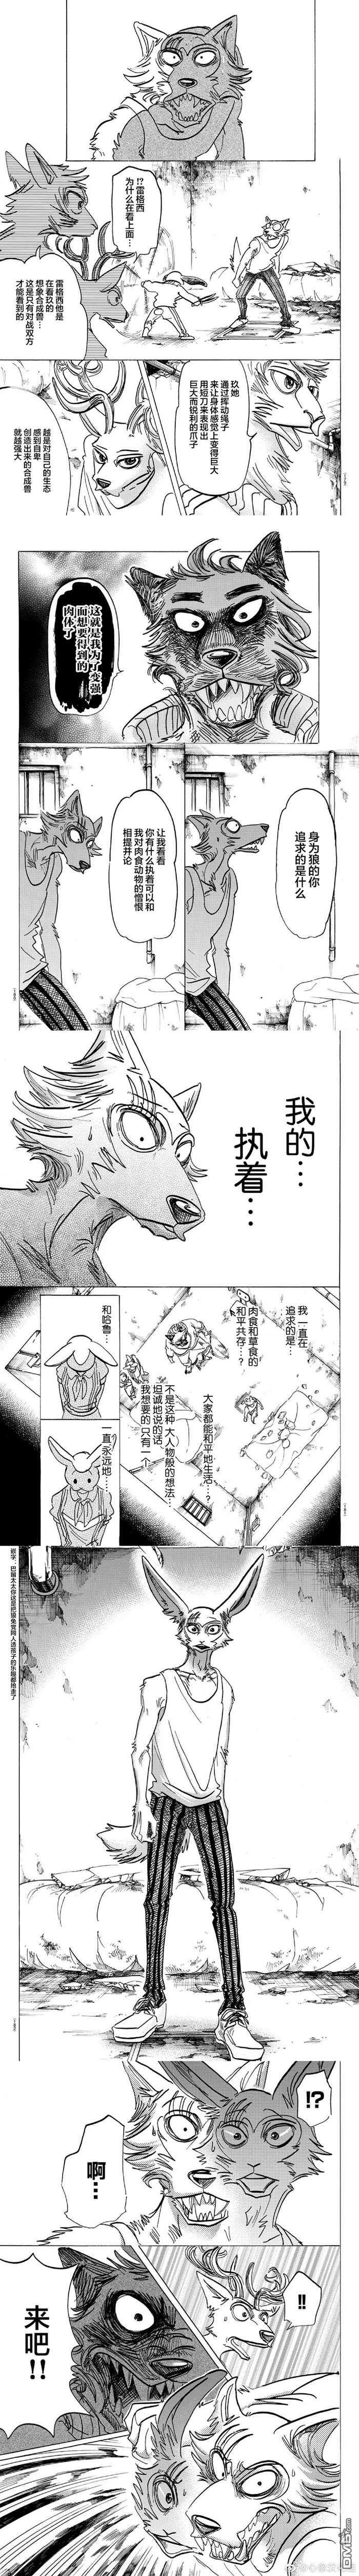 !?雷格西
为什么在看上面…
雷格西他是
在看玖的
想象合成兽…
这是只有对战双方
才能看到的
玖她
通过挥动绳子
来让身体感觉上变得巨大
用短刀来表现出
巨大而锐利的爪子
越是对自己的生态
感到自卑
创造出来的合成兽
就越强大
这就是我为了变强
而想要得到的
肉体了
身为狼的你
追求的是什么
让我看看
你有什么执着可以和
我对肉食动物的憎恨
相提并论
我的…
执着…
我一直在
追求的是…
肉食和草食的
和平共存…?
大家都能和平地生活…?
不是这种 大人物般的想法…
坦诚地说的话
我想要的 只有一个
和哈鲁…
一直永远地…
!?
啊…
!!
来吧!!